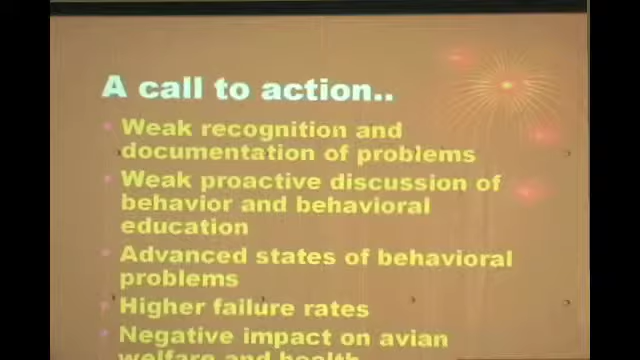 A call to action..
Weak recognition and
documentation of problems
Weak proactive discussion of
behavior and behavioral
education
Advanced states of behavioral
problems
Higher failure rates
Negative impact on avian
welfare and health